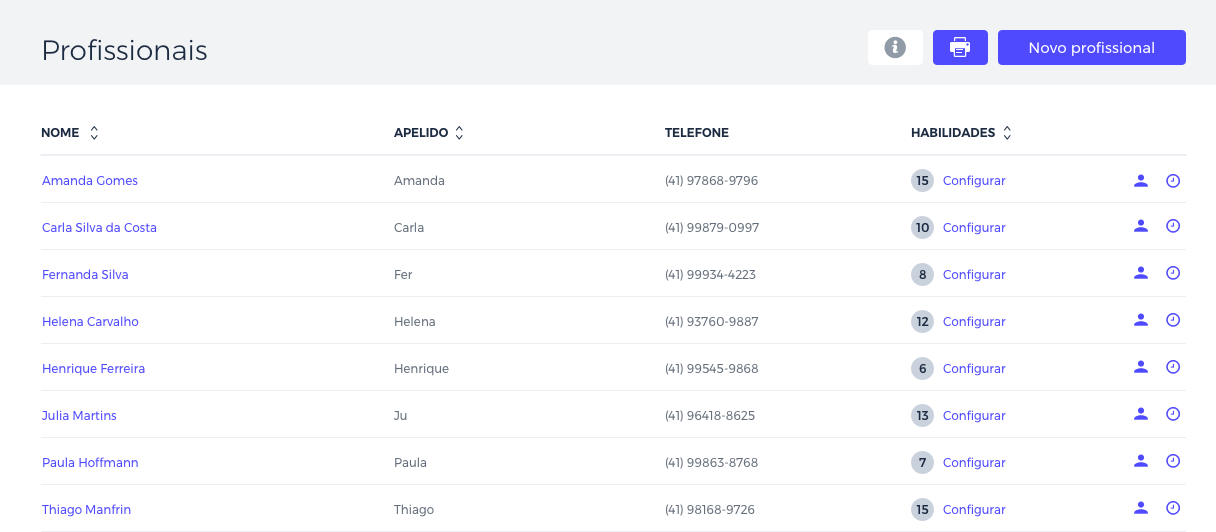 Profissionais
Novo profissional
NOME APELIDO TELEFONE HABILIDADES
Amanda Gomes Amanda (41) 97868-9796 15 Configurar
Carla Silva da Costa Carla (41) 99879-0997 10 Configurar
Fernanda Silva Fer (41) 99934-4223 8 Configurar
Helena Carvalho Helena (41) 93760-9887 12 Configurar
Henrique Ferreira Henrique (41) 99545-9868 6 Configurar
Julia Martins Ju (41) 96418-8625 13 Configurar
Paula Hoffmann Paula (41) 99863-8768 7 Configurar
Thiago Manfrin Thiago (41) 98168-9726 15 Configurar